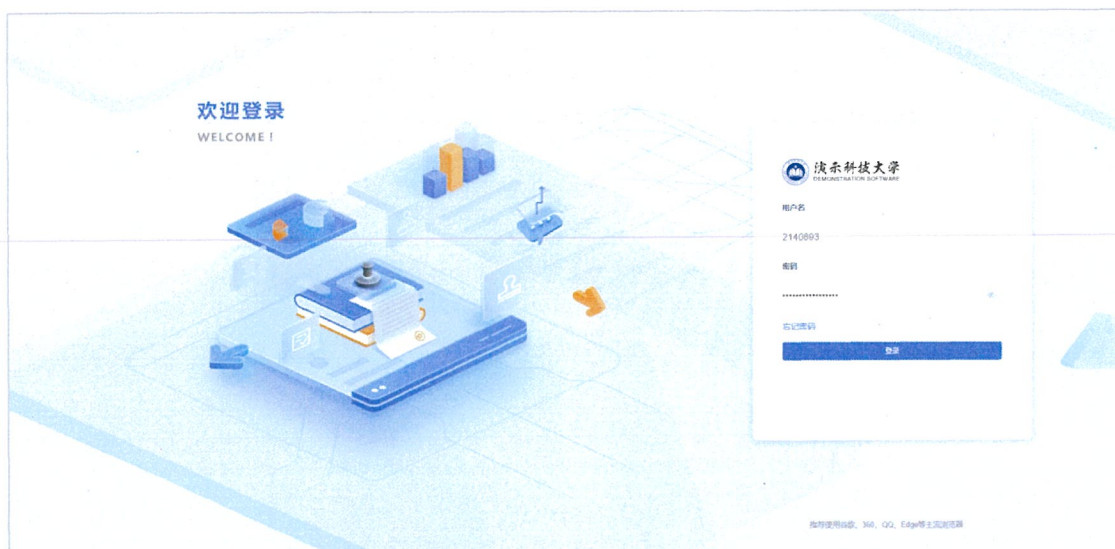 欢迎登录
WELCOME！
演示科技大学
DEMONSTRATION SOFTWARE
用户名
2140893
密码
••••••••••••••••
忘记密码
登录
推荐使用谷歌、360、QQ、Edge等主流浏览器